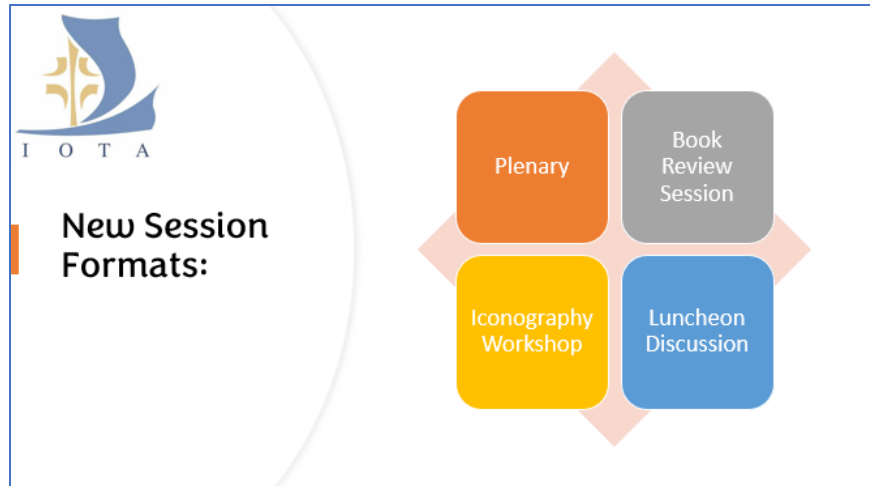 I O T A
New Session
Formats:
Plenary
Book
Review
Session
Iconography
Workshop
Luncheon
Discussion